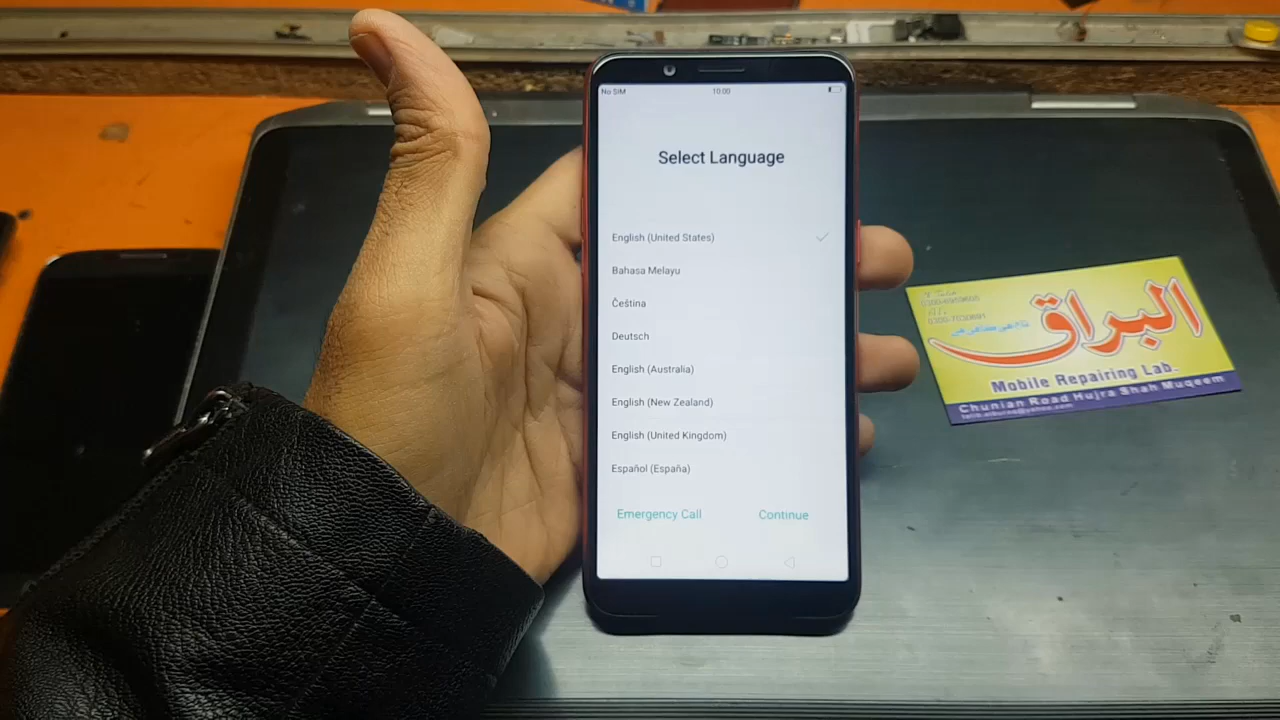 No SIM 10:00
Select Language
English (United States)
Bahasa Melayu
Čeština
Deutsch
English (Australia)
English (New Zealand)
English (United Kingdom)
Español (España)
Emergency Call Continue
البراق
Mobile Repairing Lab.
Chunian Road Hujra Shah Muqeem